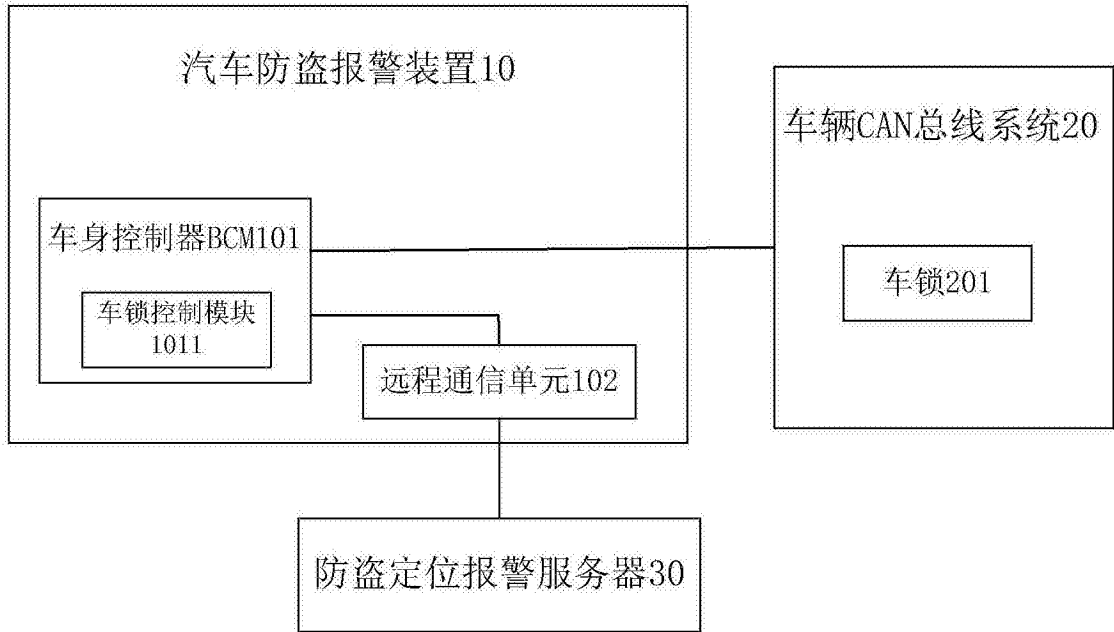 汽车防盗报警装置10
车辆CAN总线系统20
车身控制器BCM101
车锁201
车锁控制模块
1011
远程通信单元102
防盗定位报警服务器30